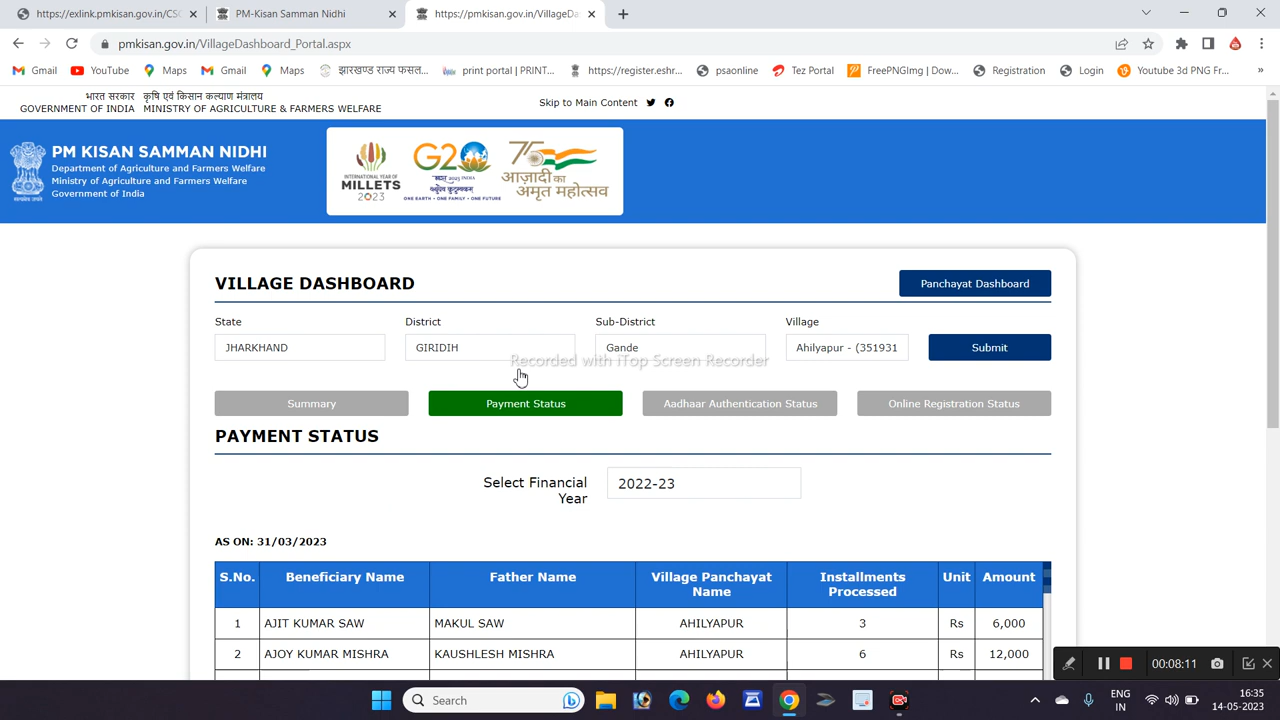 https://exlink.pmkisan.gov.in/CSC
PM-Kisan Samman Nidhi
https://pmkisan.gov.in/VillageDa
pmkisan.gov.in/VillageDashboard_Portal.aspx
Gmail
YouTube
Maps
Gmail
Maps
झारखण्ड राज्य फसल...
print portal | PRINT...
https://register.eshr...
psaonline
Tez Portal
FreePNGImg | Dow...
Registration
Login
Youtube 3d PNG Fr...
»
भारत सरकार
कृषि एवं किसान कल्याण मंत्रालय
GOVERNMENT OF INDIA
MINISTRY OF AGRICULTURE & FARMERS WELFARE
Skip to Main Content
PM KISAN SAMMAN NIDHI
Department of Agriculture and Farmers Welfare
Ministry of Agriculture and Farmers Welfare
Government of India
INTERNATIONAL YEAR OF
MILLETS
2023
G20
भारत 2023 INDIA
वसुधैव कुटुम्बकम्
ONE EARTH • ONE FAMILY • ONE FUTURE
75
आज़ादी का
अमृत महोत्सव
VILLAGE DASHBOARD
Panchayat Dashboard
State
District
Sub-District
Village
JHARKHAND
GIRIDIH
Gande
Ahilyapur - (351931
Submit
Recorded with iTop Screen Recorder
Summary
Payment Status
Aadhaar Authentication Status
Online Registration Status
PAYMENT STATUS
Select Financial
Year
2022-23
AS ON: 31/03/2023
S.No.
Beneficiary Name
Father Name
Village Panchayat
Name
Installments
Processed
Unit
Amount
1 AJIT KUMAR SAW MAKUL SAW AHILYAPUR 3 Rs 6,000
2 AJOY KUMAR MISHRA KAUSHLESH MISHRA AHILYAPUR 6 Rs 12,000
00:08:11
Search
ENG
IN
16:35
14-05-2023